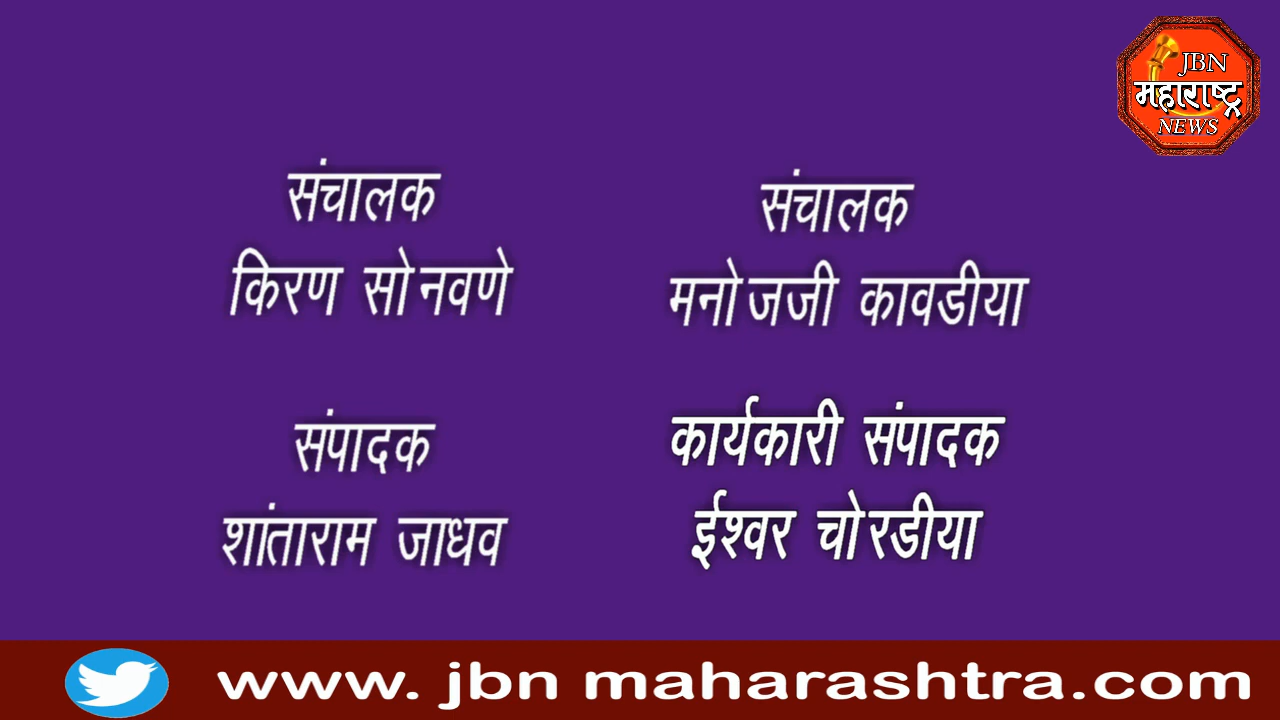 JBN
महाराष्ट्र
NEWS
संचालक
किरण सोनवणे
संचालक
मनोजजी कावडीया
संपादक
शांताराम जाधव
कार्यकारी संपादक
ईश्वर चोरडीया
www. jbn maharashtra.com